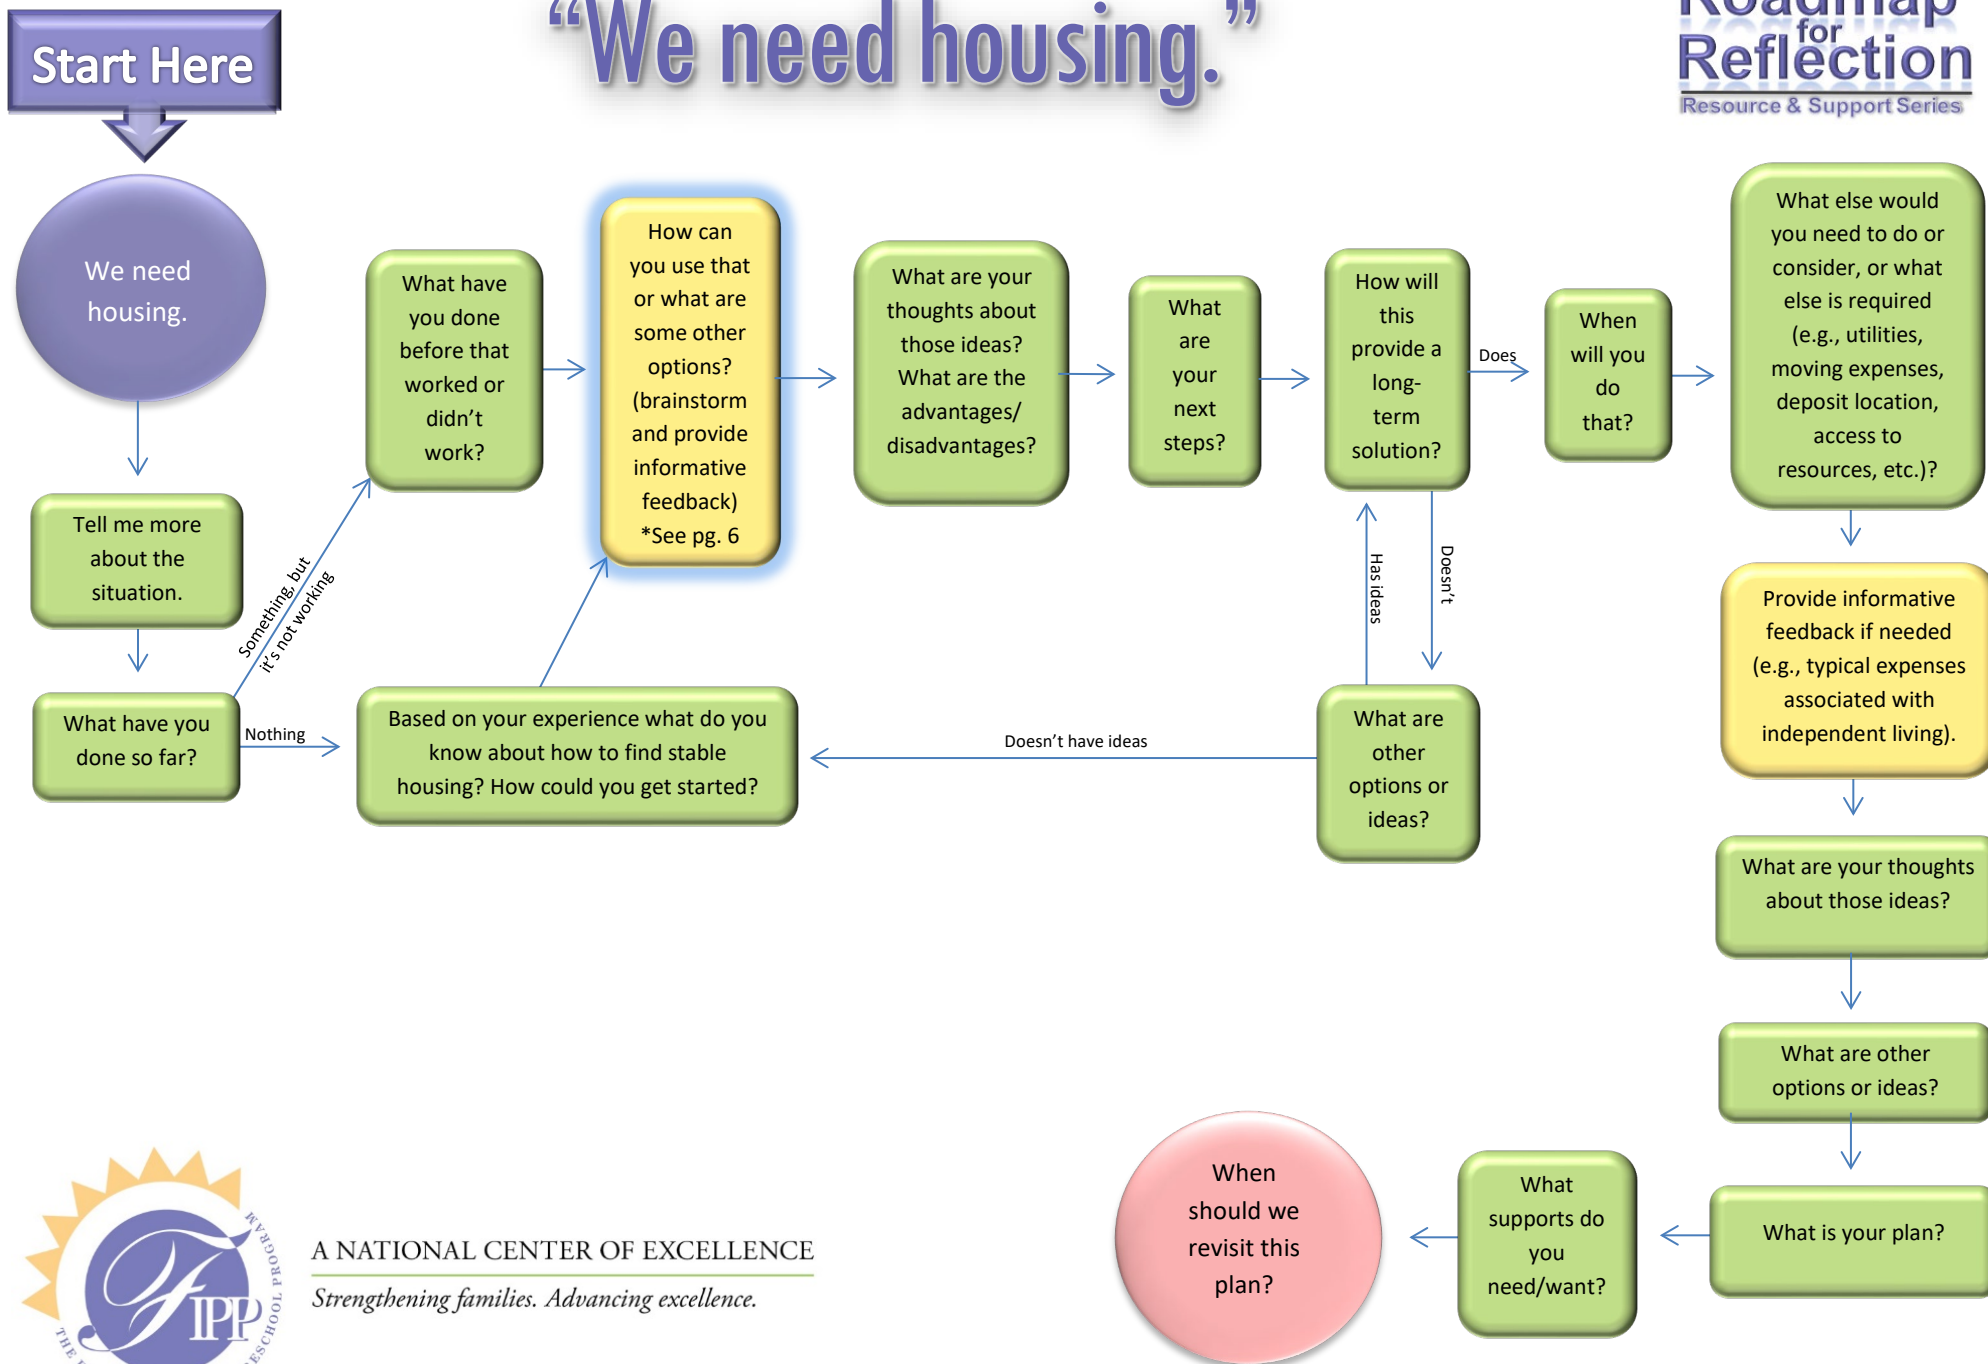 Start Here
“We need housing.”
Roadmap
for
Reflection
Resource & Support Series
We need
housing.
Tell me more
about the
situation.
What have you
done so far?
Something, but
it’s not working
Nothing
What have
you done
before that
worked or
didn’t
work?
Based on your experience what do you
know about how to find stable
housing? How could you get started?
How can
you use that
or what are
some other
options?
(brainstorm
and provide
informative
feedback)
*See pg. 6
What are your
thoughts about
those ideas?
What are the
advantages/
disadvantages?
What
are
your
next
steps?
How will
this
provide a
long-
term
solution?
Does
Has ideas
Doesn’t
What are
other
options or
ideas?
Doesn’t have ideas
When
will you
do
that?
What else would
you need to do or
consider, or what
else is required
(e.g., utilities,
moving expenses,
deposit location,
access to
resources, etc.)?
Provide informative
feedback if needed
(e.g., typical expenses
associated with
independent living).
What are your thoughts
about those ideas?
What are other
options or ideas?
What is your plan?
What
supports do
you
need/want?
When
should we
revisit this
plan?
FIPP
THE
PRESCHOOL PROGRAM
A NATIONAL CENTER OF EXCELLENCE
Strengthening families. Advancing excellence.